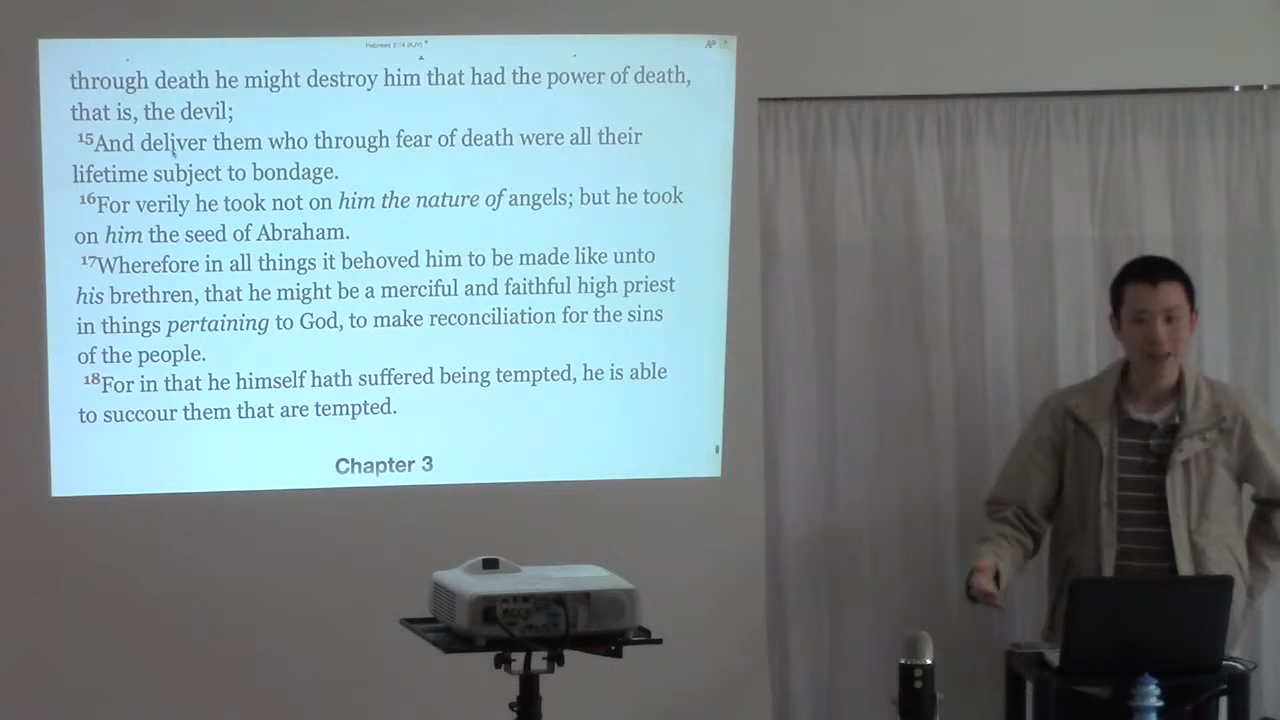 Hebrews 2:14 (KJV)
through death he might destroy him that had the power of death,
that is, the devil;
15And deliver them who through fear of death were all their
lifetime subject to bondage.
16For verily he took not on him the nature of angels; but he took
on him the seed of Abraham.
17Wherefore in all things it behoved him to be made like unto
his brethren, that he might be a merciful and faithful high priest
in things pertaining to God, to make reconciliation for the sins
of the people.
18For in that he himself hath suffered being tempted, he is able
to succour them that are tempted.
Chapter 3